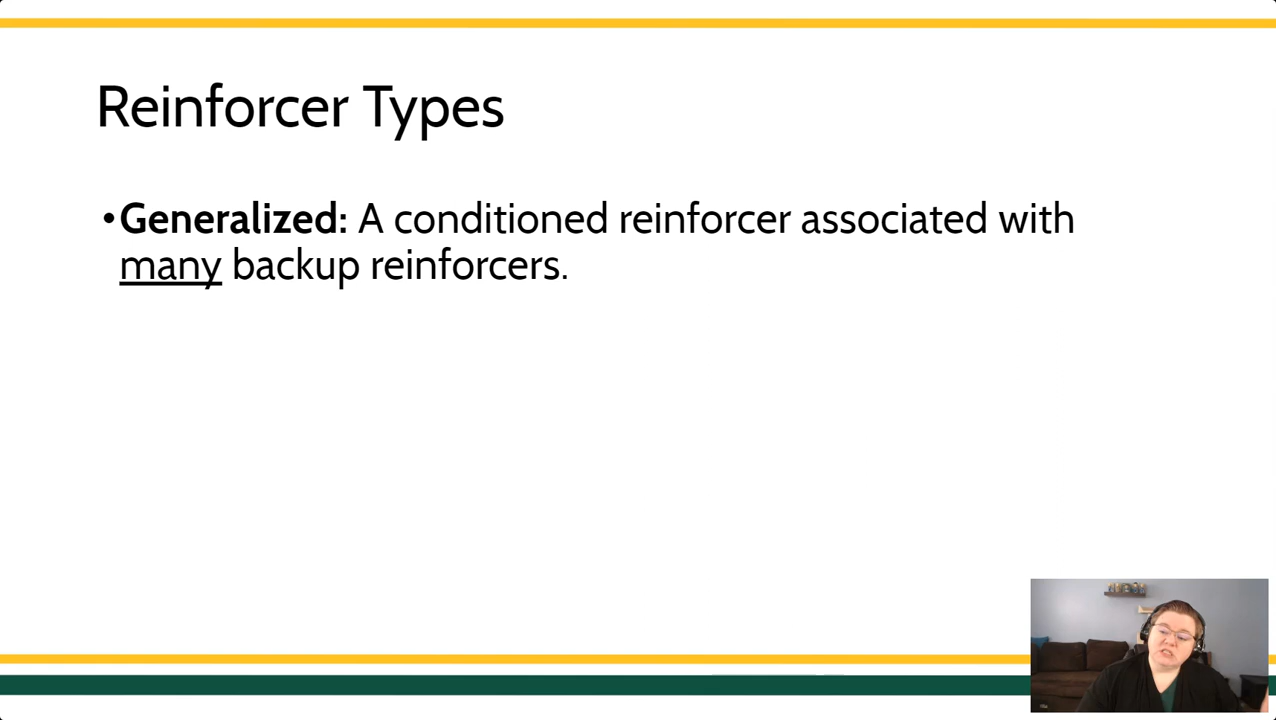 Reinforcer Types
•Generalized: A conditioned reinforcer associated with
many backup reinforcers.